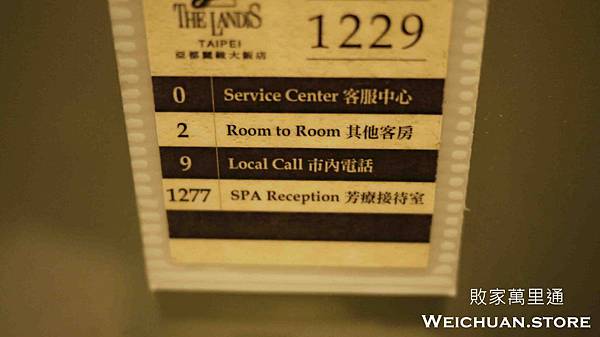 THE LANDIS
TAIPEI
亞都麗緻大飯店
1229
0 Service Center 客服中心
2 Room to Room 其他客房
9 Local Call 市內電話
1277 SPA Reception 芳療接待室
敗家萬里通
WEICHUAN.STORE